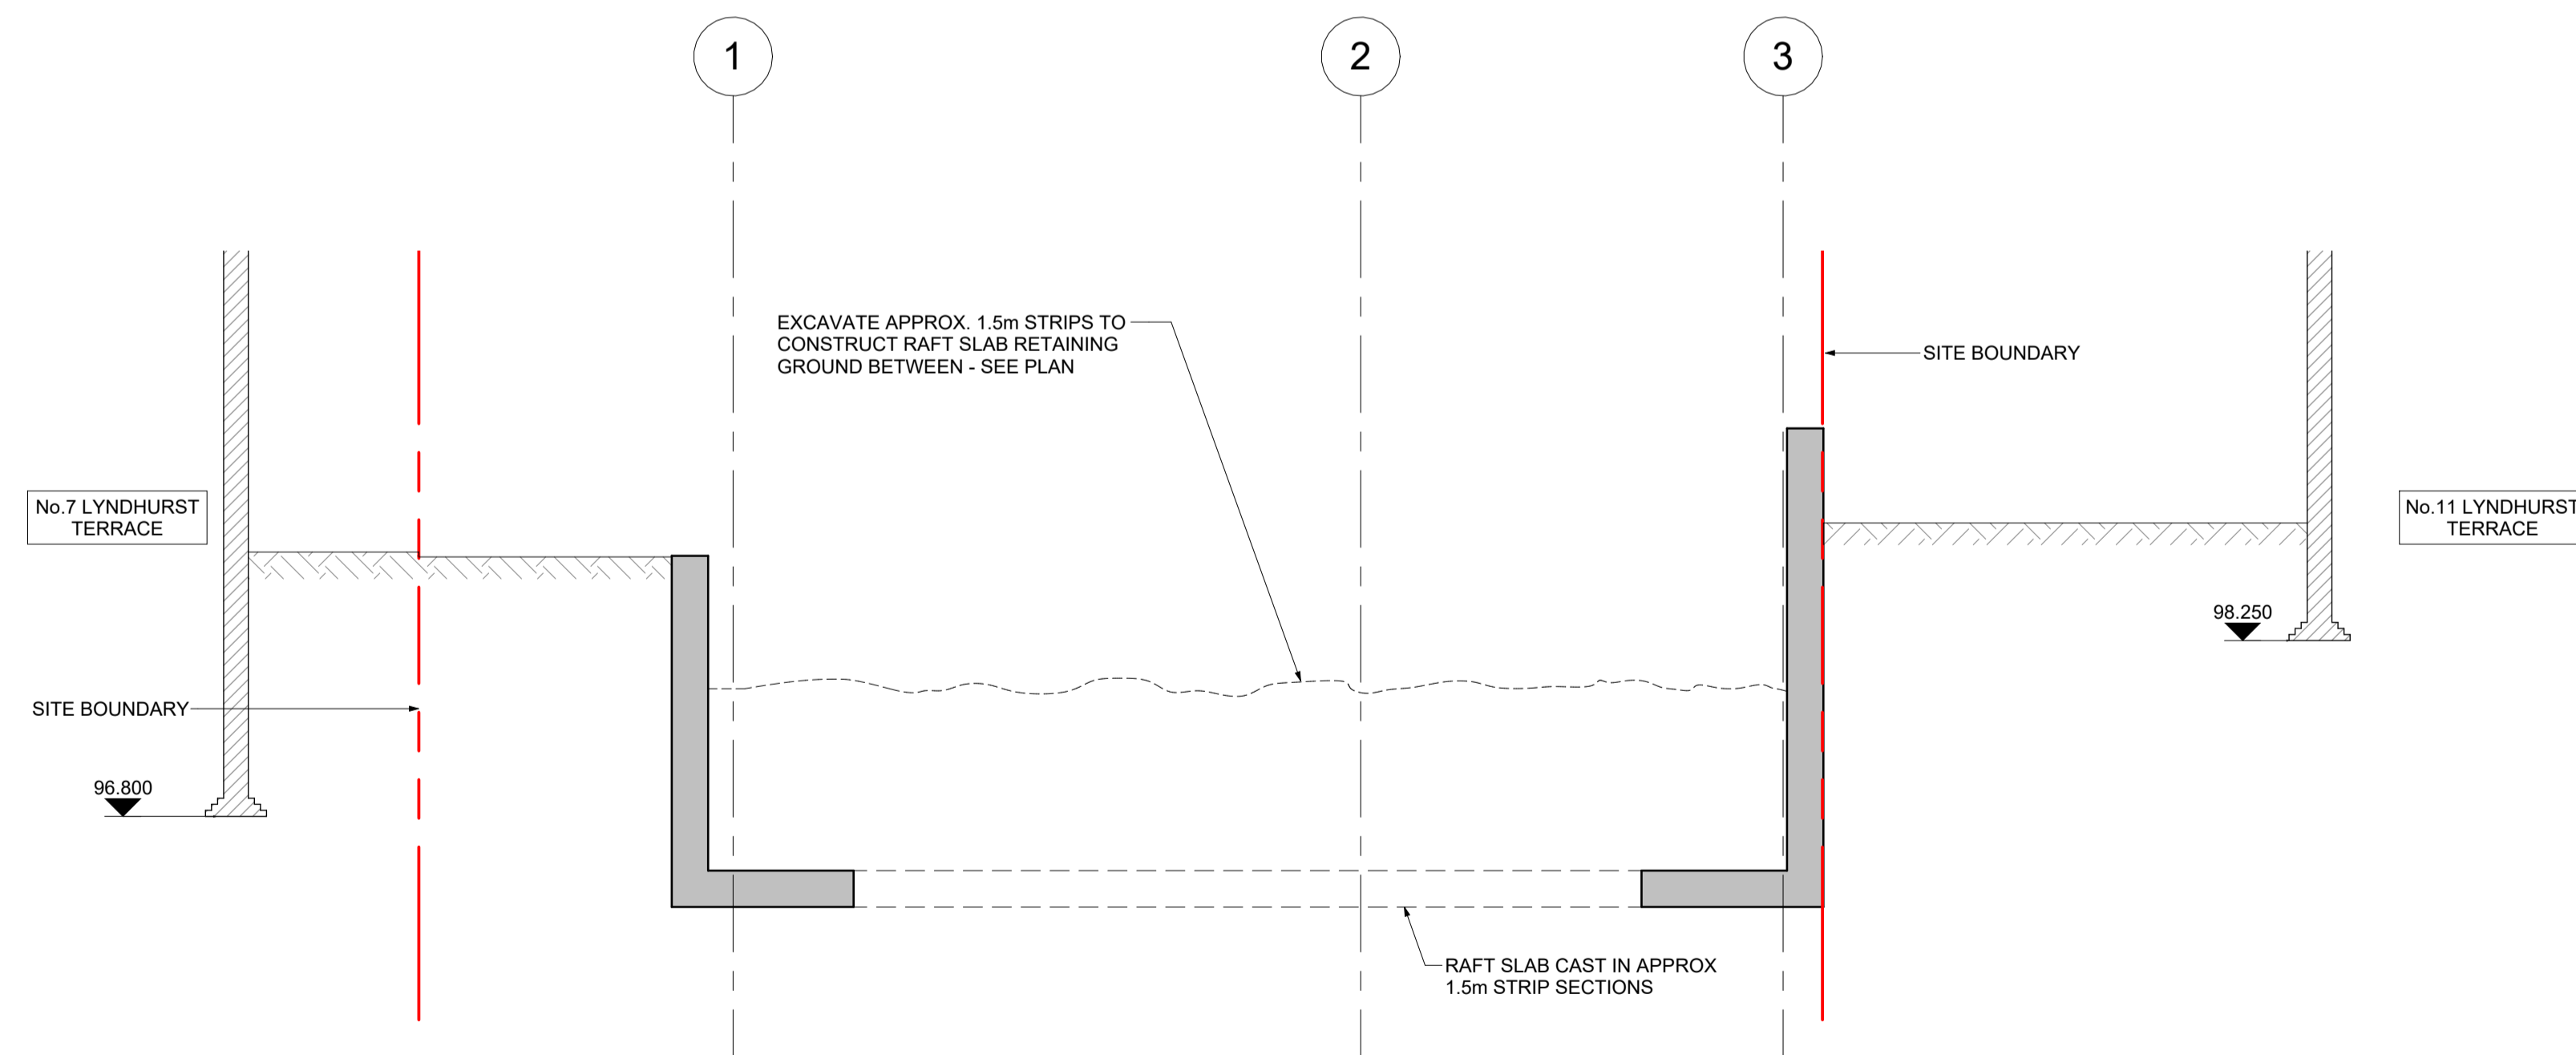 1
2
3
EXCAVATE APPROX. 1.5m STRIPS TO
CONSTRUCT RAFT SLAB RETAINING
GROUND BETWEEN - SEE PLAN
SITE BOUNDARY
No.7 LYNDHURST
TERRACE
No.11 LYNDHURST
TERRACE
98.250
SITE BOUNDARY
96.800
RAFT SLAB CAST IN APPROX
1.5m STRIP SECTIONS